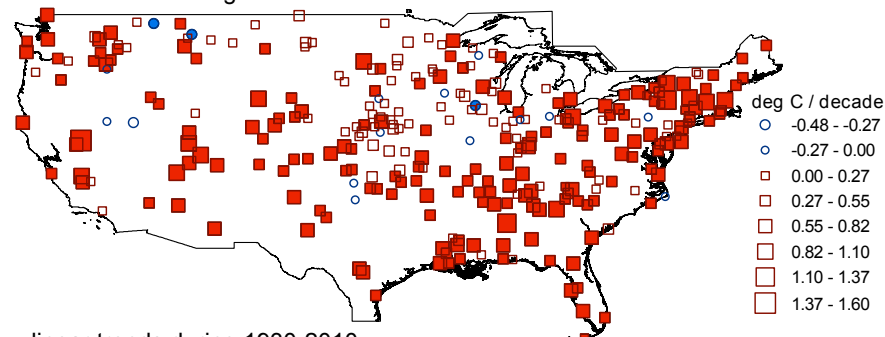 deg C / decade
-0.48 - -0.27
-0.27 - 0.00
0.00 - 0.27
0.27 - 0.55
0.55 - 0.82
0.82 - 1.10
1.10 - 1.37
1.37 - 1.60